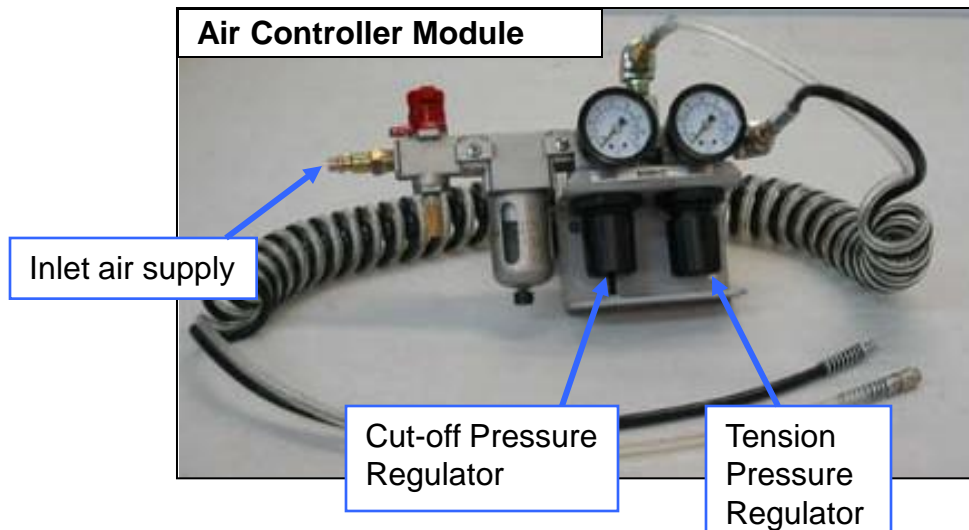 Air Controller Module
Inlet air supply
Cut-off Pressure
Regulator
Tension
Pressure
Regulator